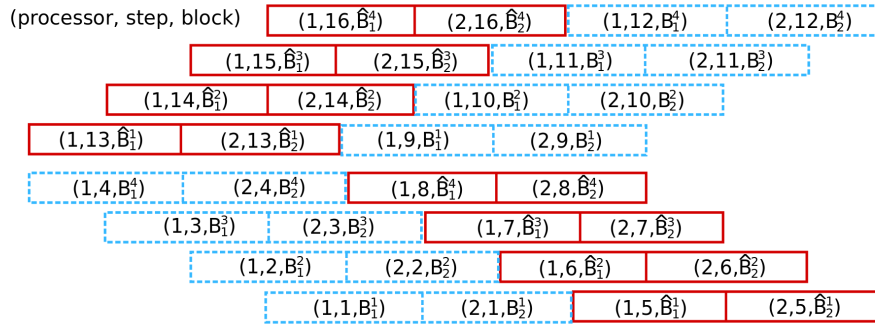 (processor, step, block) (1,16,B̂₁⁴) (2,16,B̂₂⁴) (1,12,B₁⁴) (2,12,B₂⁴)
(1,15,B̂₁³) (2,15,B̂₂³) (1,11,B₁³) (2,11,B₂³)
(1,14,B̂₁²) (2,14,B̂₂²) (1,10,B₁²) (2,10,B₂²)
(1,13,B̂₁¹) (2,13,B̂₂¹) (1,9,B₁¹) (2,9,B₂¹)
(1,4,B₁⁴) (2,4,B₂⁴) (1,8,B̂₁⁴) (2,8,B̂₂⁴)
(1,3,B₁³) (2,3,B₂³) (1,7,B̂₁³) (2,7,B̂₂³)
(1,2,B₁²) (2,2,B₂²) (1,6,B̂₁²) (2,6,B̂₂²)
(1,1,B₁¹) (2,1,B₂¹) (1,5,B̂₁¹) (2,5,B̂₂¹)